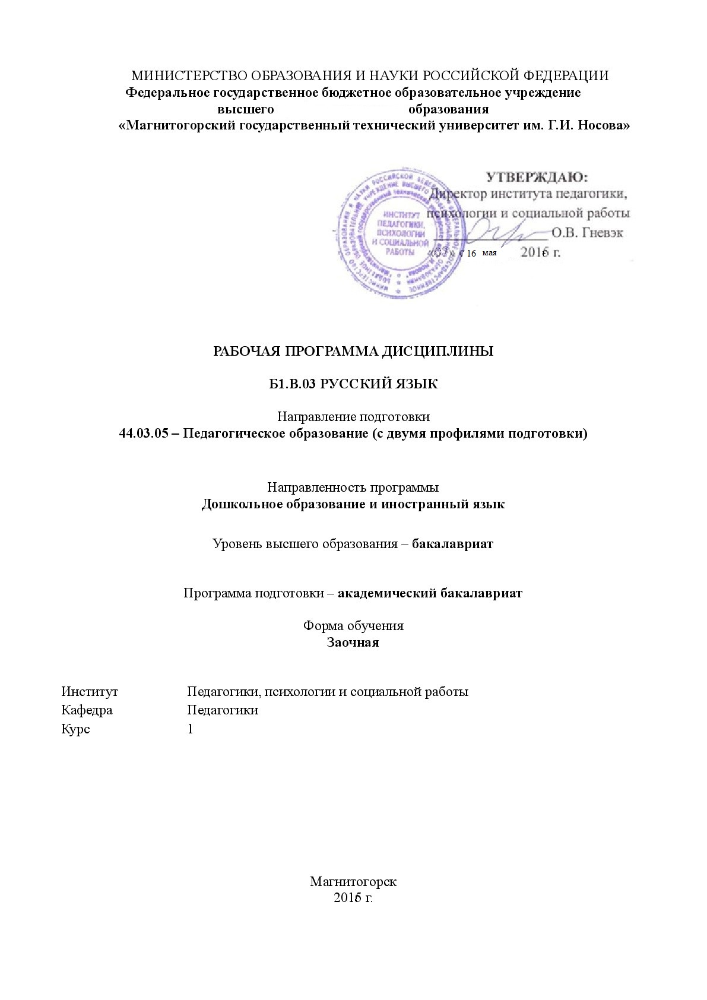 МИНИСТЕРСТВО ОБРАЗОВАНИЯ И НАУКИ РОССИЙСКОЙ ФЕДЕРАЦИИ
Федеральное государственное бюджетное образовательное учреждение
высшего образования
«Магнитогорский государственный технический университет им. Г.И. Носова»
УТВЕРЖДАЮ:
Директор института педагогики,
психологии и социальной работы
О.В. Гневэк
16 мая г.
ИНСТИТУТ
ПЕДАГОГИКИ,
ПСИХОЛОГИИ
И СОЦИАЛЬНОЙ
РАБОТЫ
РАБОЧАЯ ПРОГРАММА ДИСЦИПЛИНЫ
Б1.В.03 РУССКИЙ ЯЗЫК
Направление подготовки
44.03.05 – Педагогическое образование (с двумя профилями подготовки)
Направленность программы
Дошкольное образование и иностранный язык
Уровень высшего образования – бакалавриат
Программа подготовки – академический бакалавриат
Форма обучения
Заочная
Институт Педагогики, психологии и социальной работы
Кафедра Педагогики
Курс 1
Магнитогорск
г.